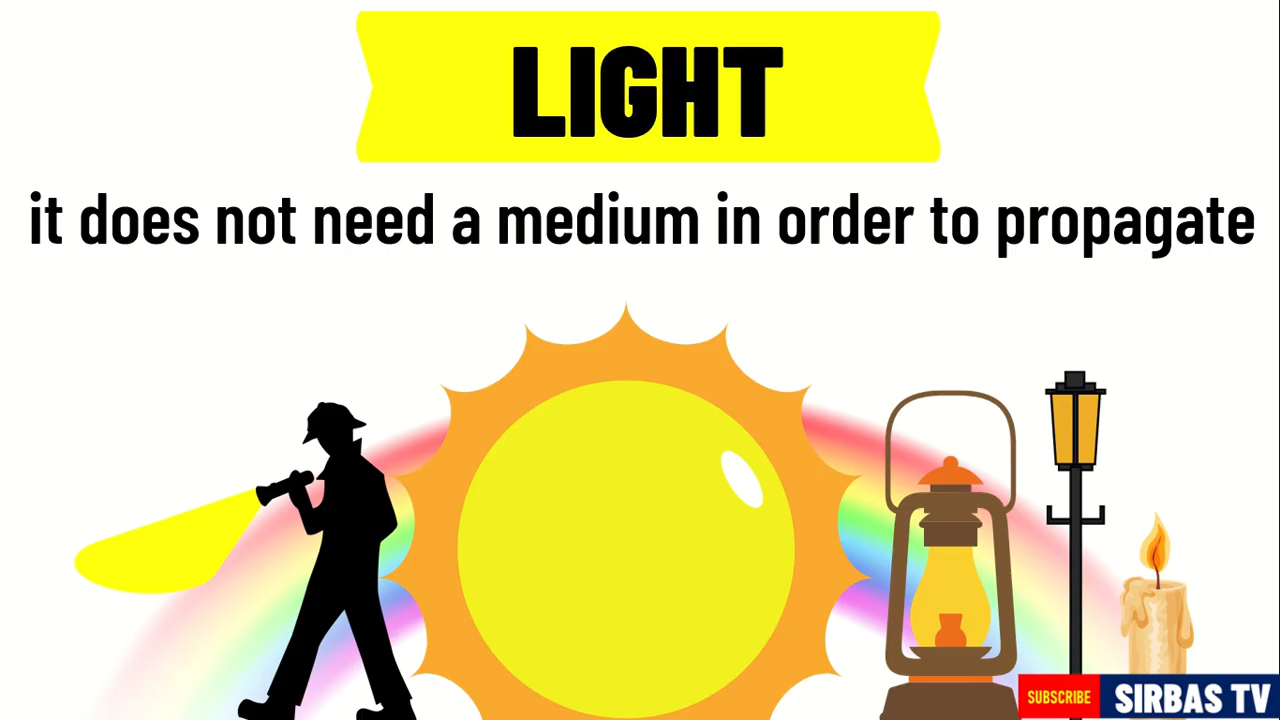 LIGHT
it does not need a medium in order to propagate
SUBSCRIBE SIRBAS TV